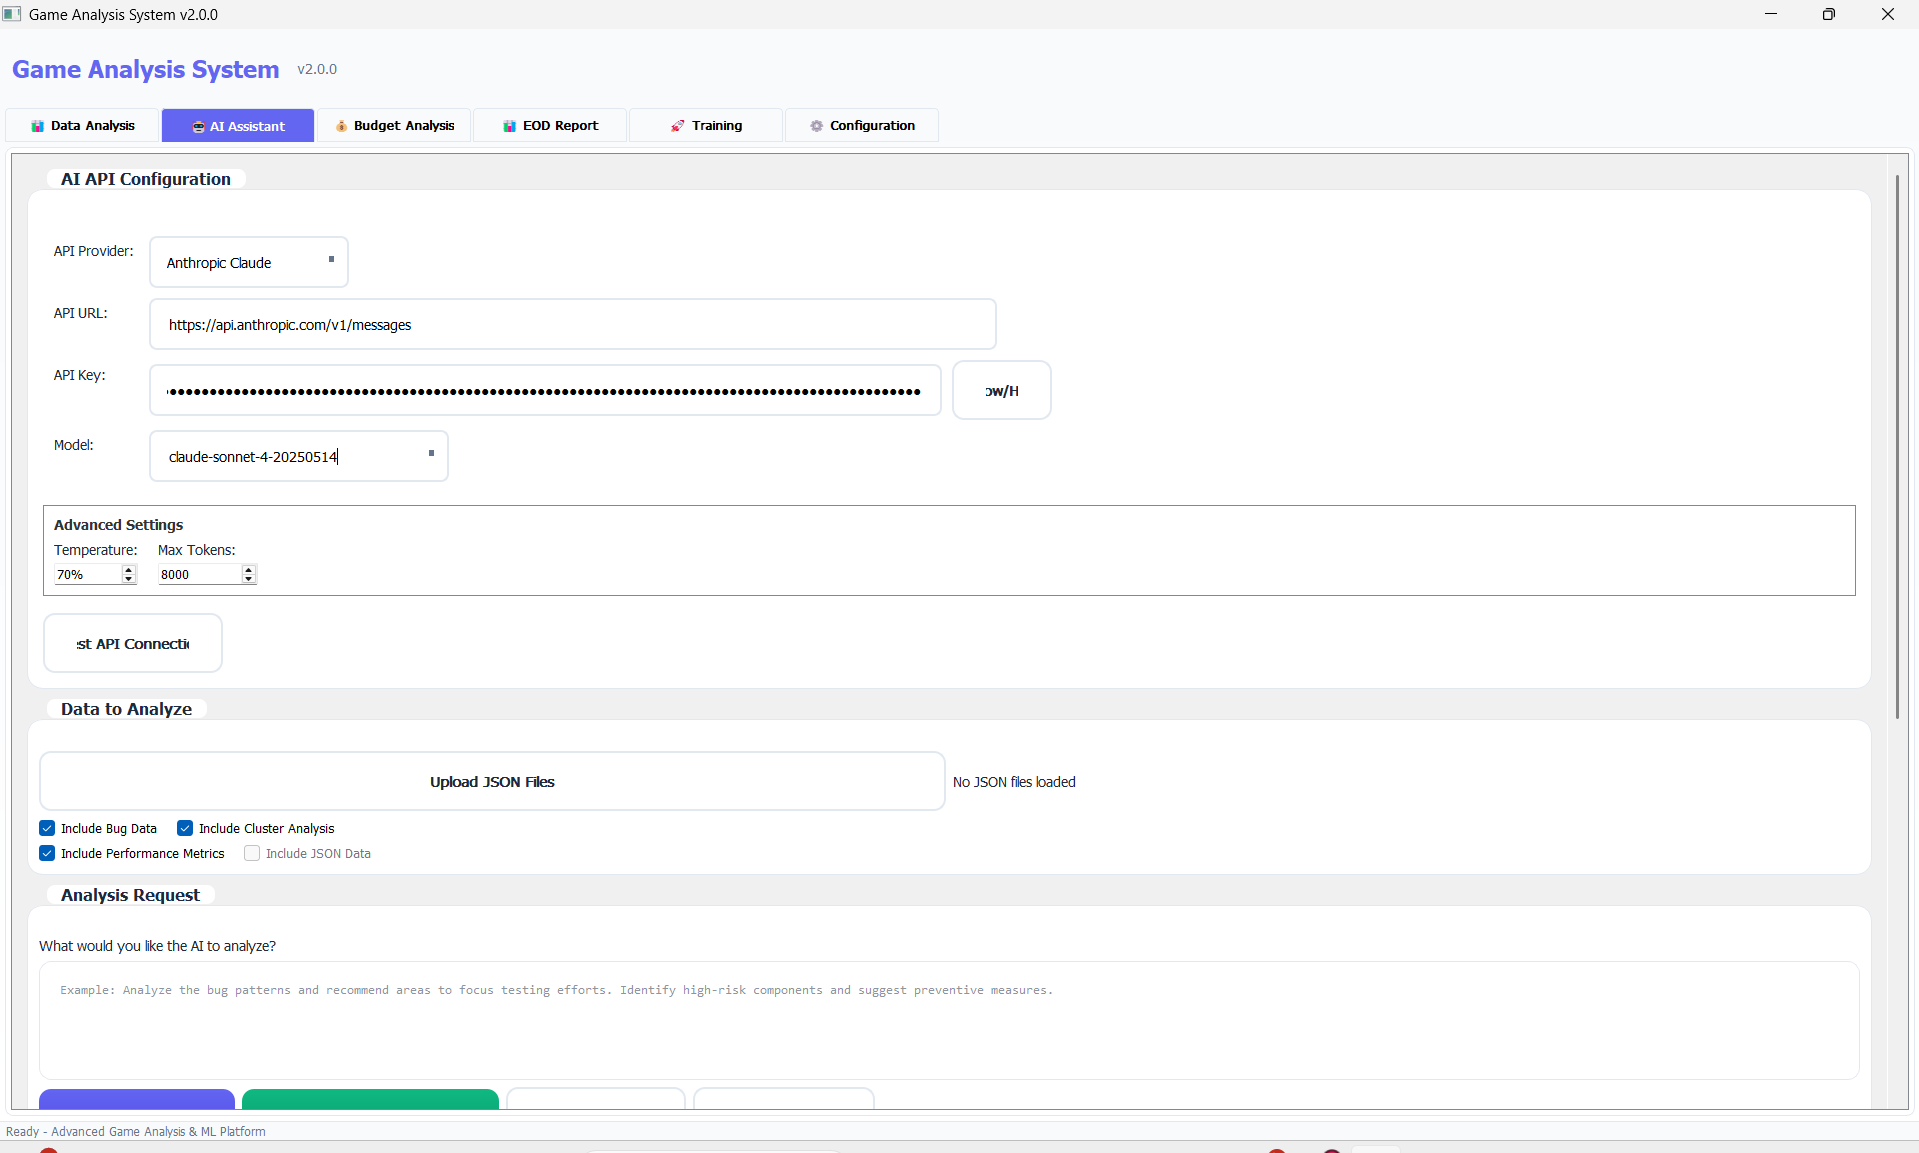 Game Analysis System v2.0.0
Game Analysis System v2.0.0
Data Analysis AI Assistant Budget Analysis EOD Report Training Configuration
AI API Configuration
API Provider: Anthropic Claude
API URL: https://api.anthropic.com/v1/messages
API Key: ow/H
Model: claude-sonnet-4-20250514
Advanced Settings
Temperature: Max Tokens:
70% 8000
est API Connectio
Data to Analyze
Upload JSON Files No JSON files loaded
Include Bug Data Include Cluster Analysis
Include Performance Metrics Include JSON Data
Analysis Request
What would you like the AI to analyze?
Example: Analyze the bug patterns and recommend areas to focus testing efforts. Identify high-risk components and suggest preventive measures.
Ready - Advanced Game Analysis & ML Platform